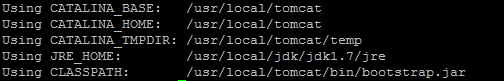 Using CATALINA_BASE:   /usr/local/tomcat
Using CATALINA_HOME:   /usr/local/tomcat
Using CATALINA_TMPDIR: /usr/local/tomcat/temp
Using JRE_HOME:        /usr/local/jdk/jdk1.7/jre
Using CLASSPATH:       /usr/local/tomcat/bin/bootstrap.jar